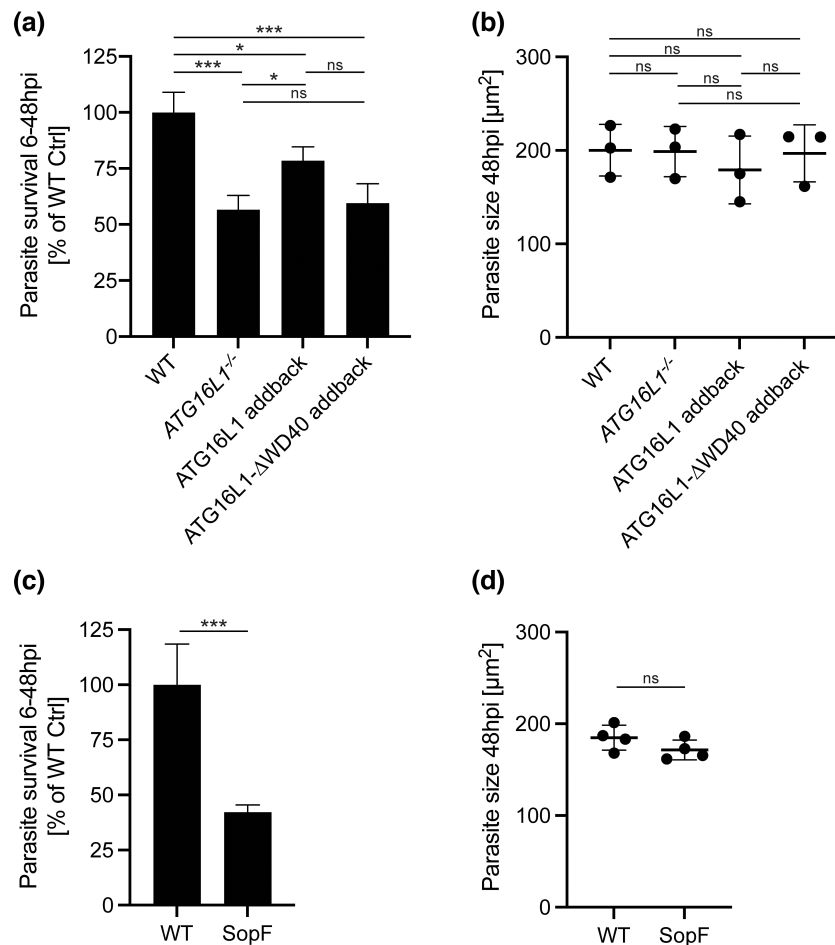 (a)
Parasite survival 6-48hpi
[% of WT Ctrl]
125
100
75
50
25
0
***
*
ns
***
*
ns
WT
ATG16L1-/-
ATG16L1 addback
ATG16L1-ΔWD40 addback
(b)
Parasite size 48hpi [µm²]
300
200
100
0
ns
ns
ns
ns
ns
ns
ns
WT
ATG16L1-/-
ATG16L1 addback
ATG16L1-ΔWD40 addback
(c)
Parasite survival 6-48hpi
[% of WT Ctrl]
125
100
75
50
25
0
***
WT
SopF
(d)
Parasite size 48hpi [µm²]
300
200
100
0
ns
WT
SopF